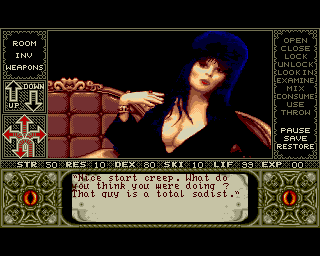 ROOM
INV
WEAPONS
UP
DOWN
OPEN
CLOSE
LOCK
UNLOCK
LOOK IN
EXAMINE
MIX
CONSUME
USE
THROW
PAUSE
SAVE
RESTORE
STR 50 RES 10 DEX 80 SKI 10 LIF 99 EXP 00
"Nice start creep. What do
you think you were doing ?
That guy is a total sadist."